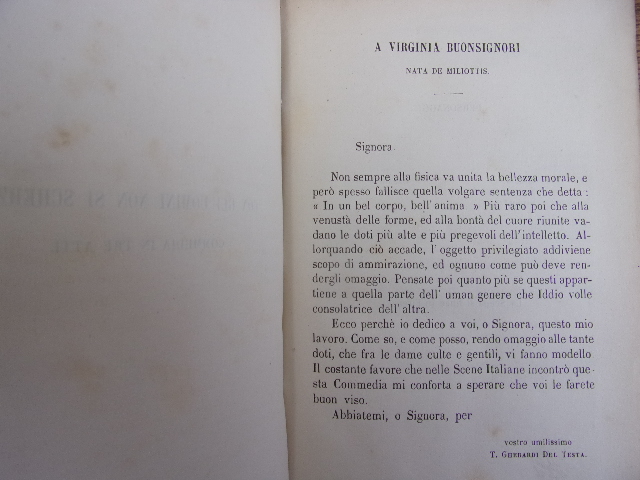 A VIRGINIA BUONSIGNORI
NATA DE MILIOTTIS.
Signora.
Non sempre alla fisica va unita la bellezza morale, e
però spesso fallisce quella volgare sentenza che detta :
« In un bel corpo, bell' anima » Più raro poi che alla
venustà delle forme, ed alla bontà del cuore riunite va-
dano le doti più alte e più pregevoli dell'intelletto. Al-
lorquando ciò accade, l' oggetto privilegiato addiviene
scopo di ammirazione, ed ognuno come può deve ren-
dergli omaggio. Pensate poi quanto più se questi appar-
tiene a quella parte dell' uman genere che Iddio volle
consolatrice dell' altra.
Ecco perchè io dedico a voi, o Signora, questo mio
lavoro. Come so, e come posso, rendo omaggio alle tante
doti, che fra le dame culte e gentili, vi fanno modello
Il costante favore che nelle Scene Italiane incontrò que-
sta Commedia mi conforta a sperare che voi le farete
buon viso.
Abbiatemi, o Signora, per
vostro umilissimo
T. GHERARDI DEL TESTA.